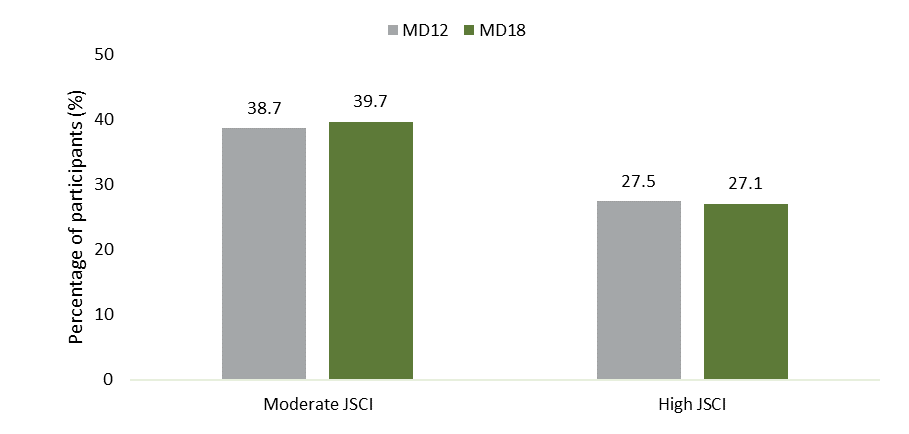 MD12 MD18
Percentage of participants (%)
50
40
30
20
10
0
38.7
39.7
27.5
27.1
Moderate JSCI
High JSCI